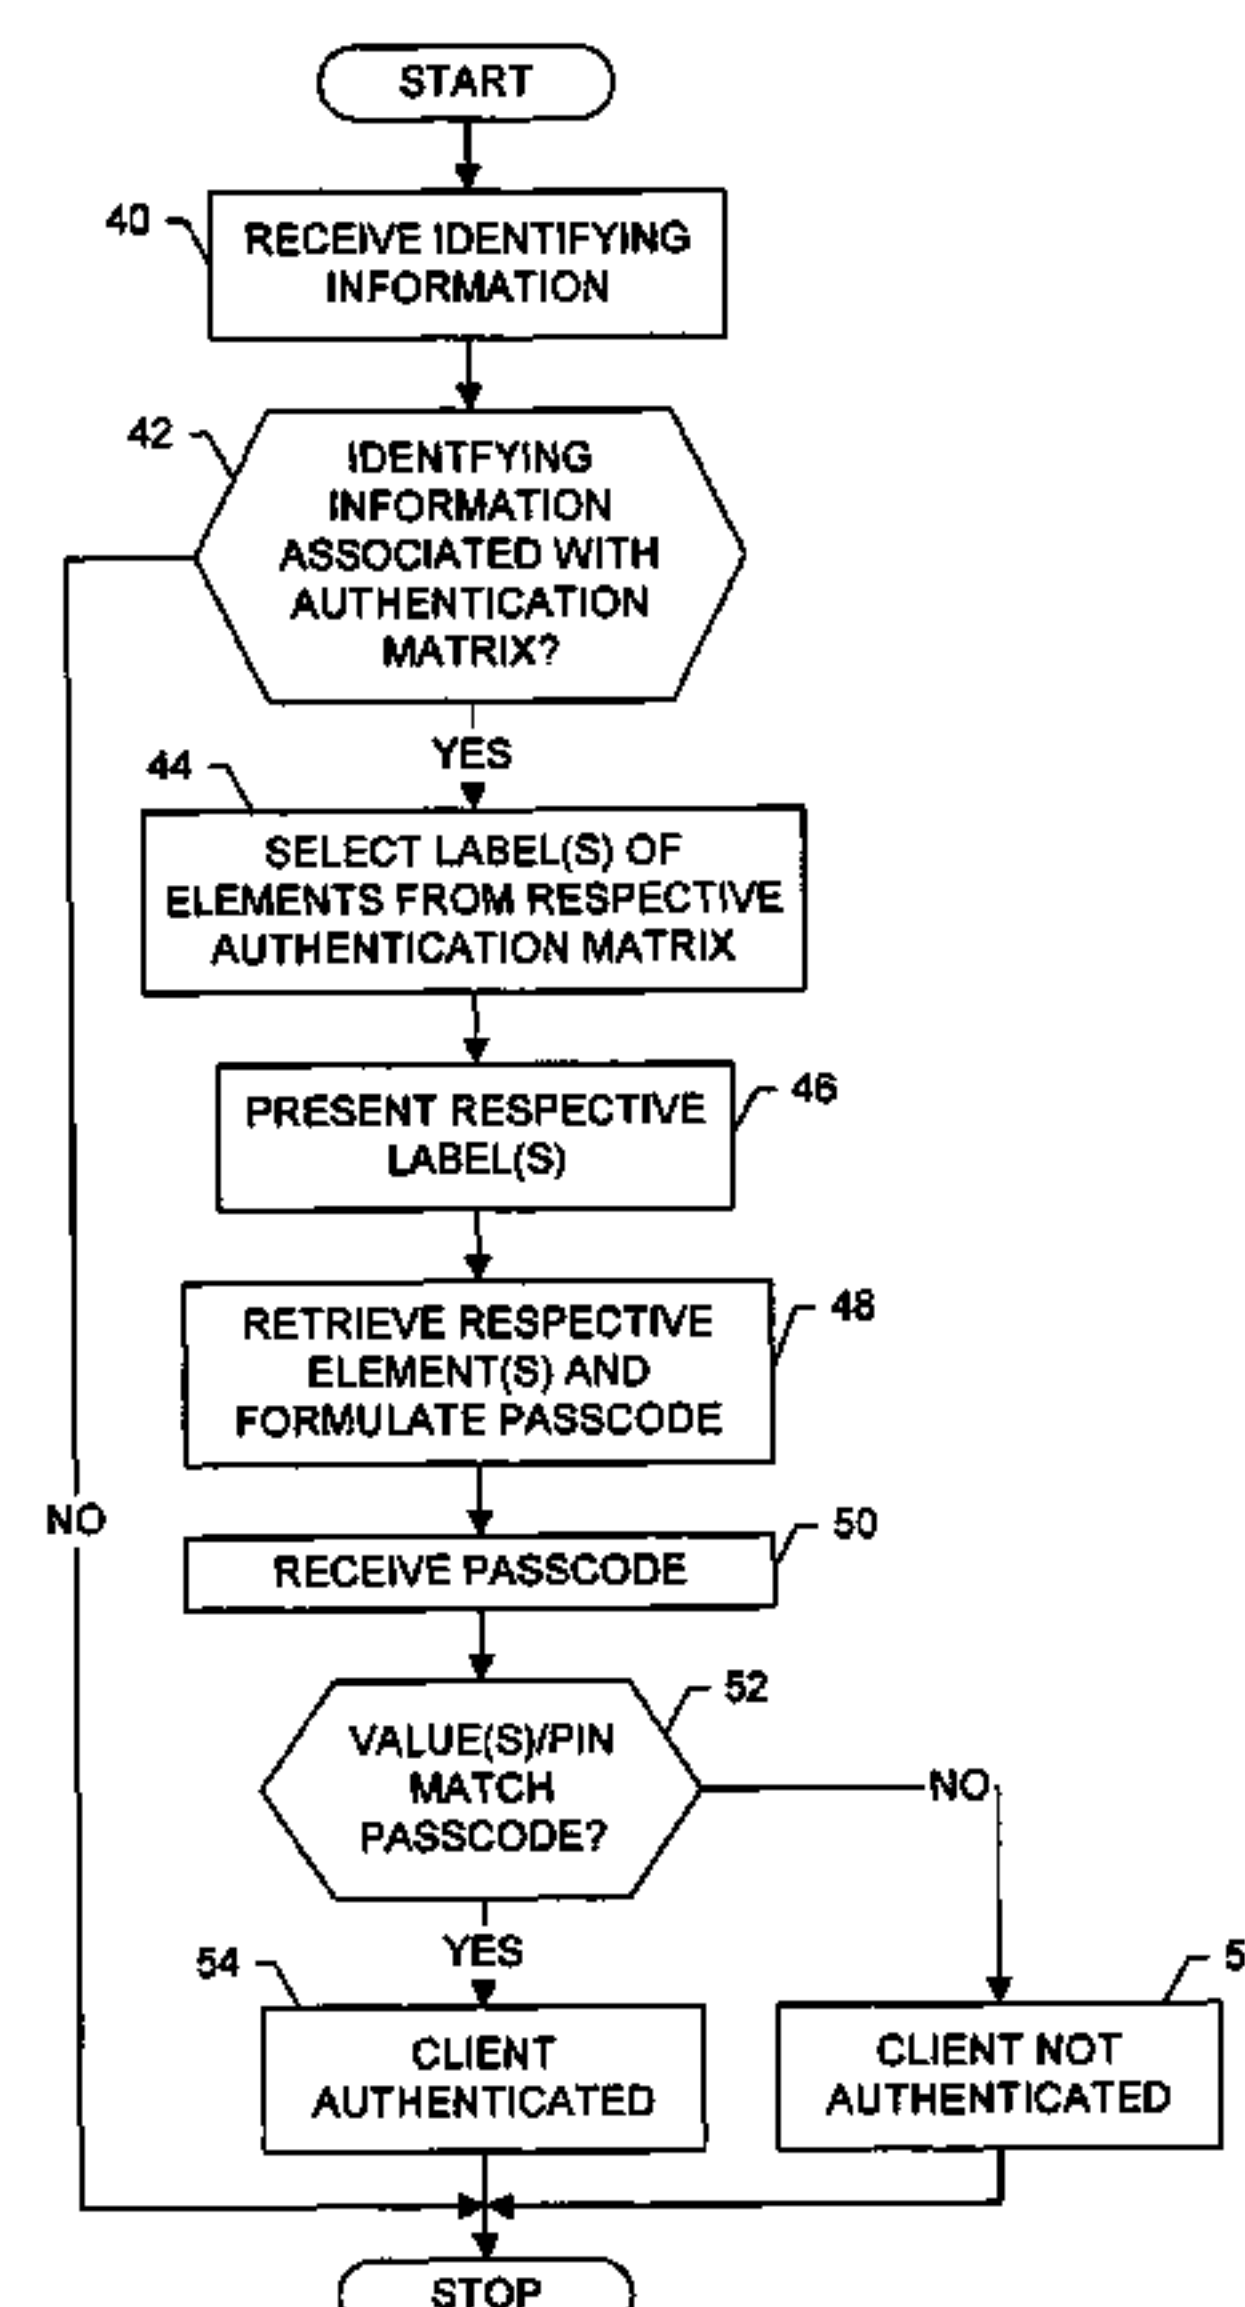 START
40
RECEIVE IDENTIFYING
INFORMATION
42
IDENTFYING
INFORMATION
ASSOCIATED WITH
AUTHENTICATION
MATRIX?
YES
44
SELECT LABEL(S) OF
ELEMENTS FROM RESPECTIVE
AUTHENTICATION MATRIX
46
PRESENT RESPECTIVE
LABEL(S)
48
RETRIEVE RESPECTIVE
ELEMENT(S) AND
FORMULATE PASSCODE
NO
50
RECEIVE PASSCODE
52
VALUE(S)/PIN
MATCH
PASSCODE?
NO
YES
54
CLIENT
AUTHENTICATED
CLIENT NOT
AUTHENTICATED
STOP